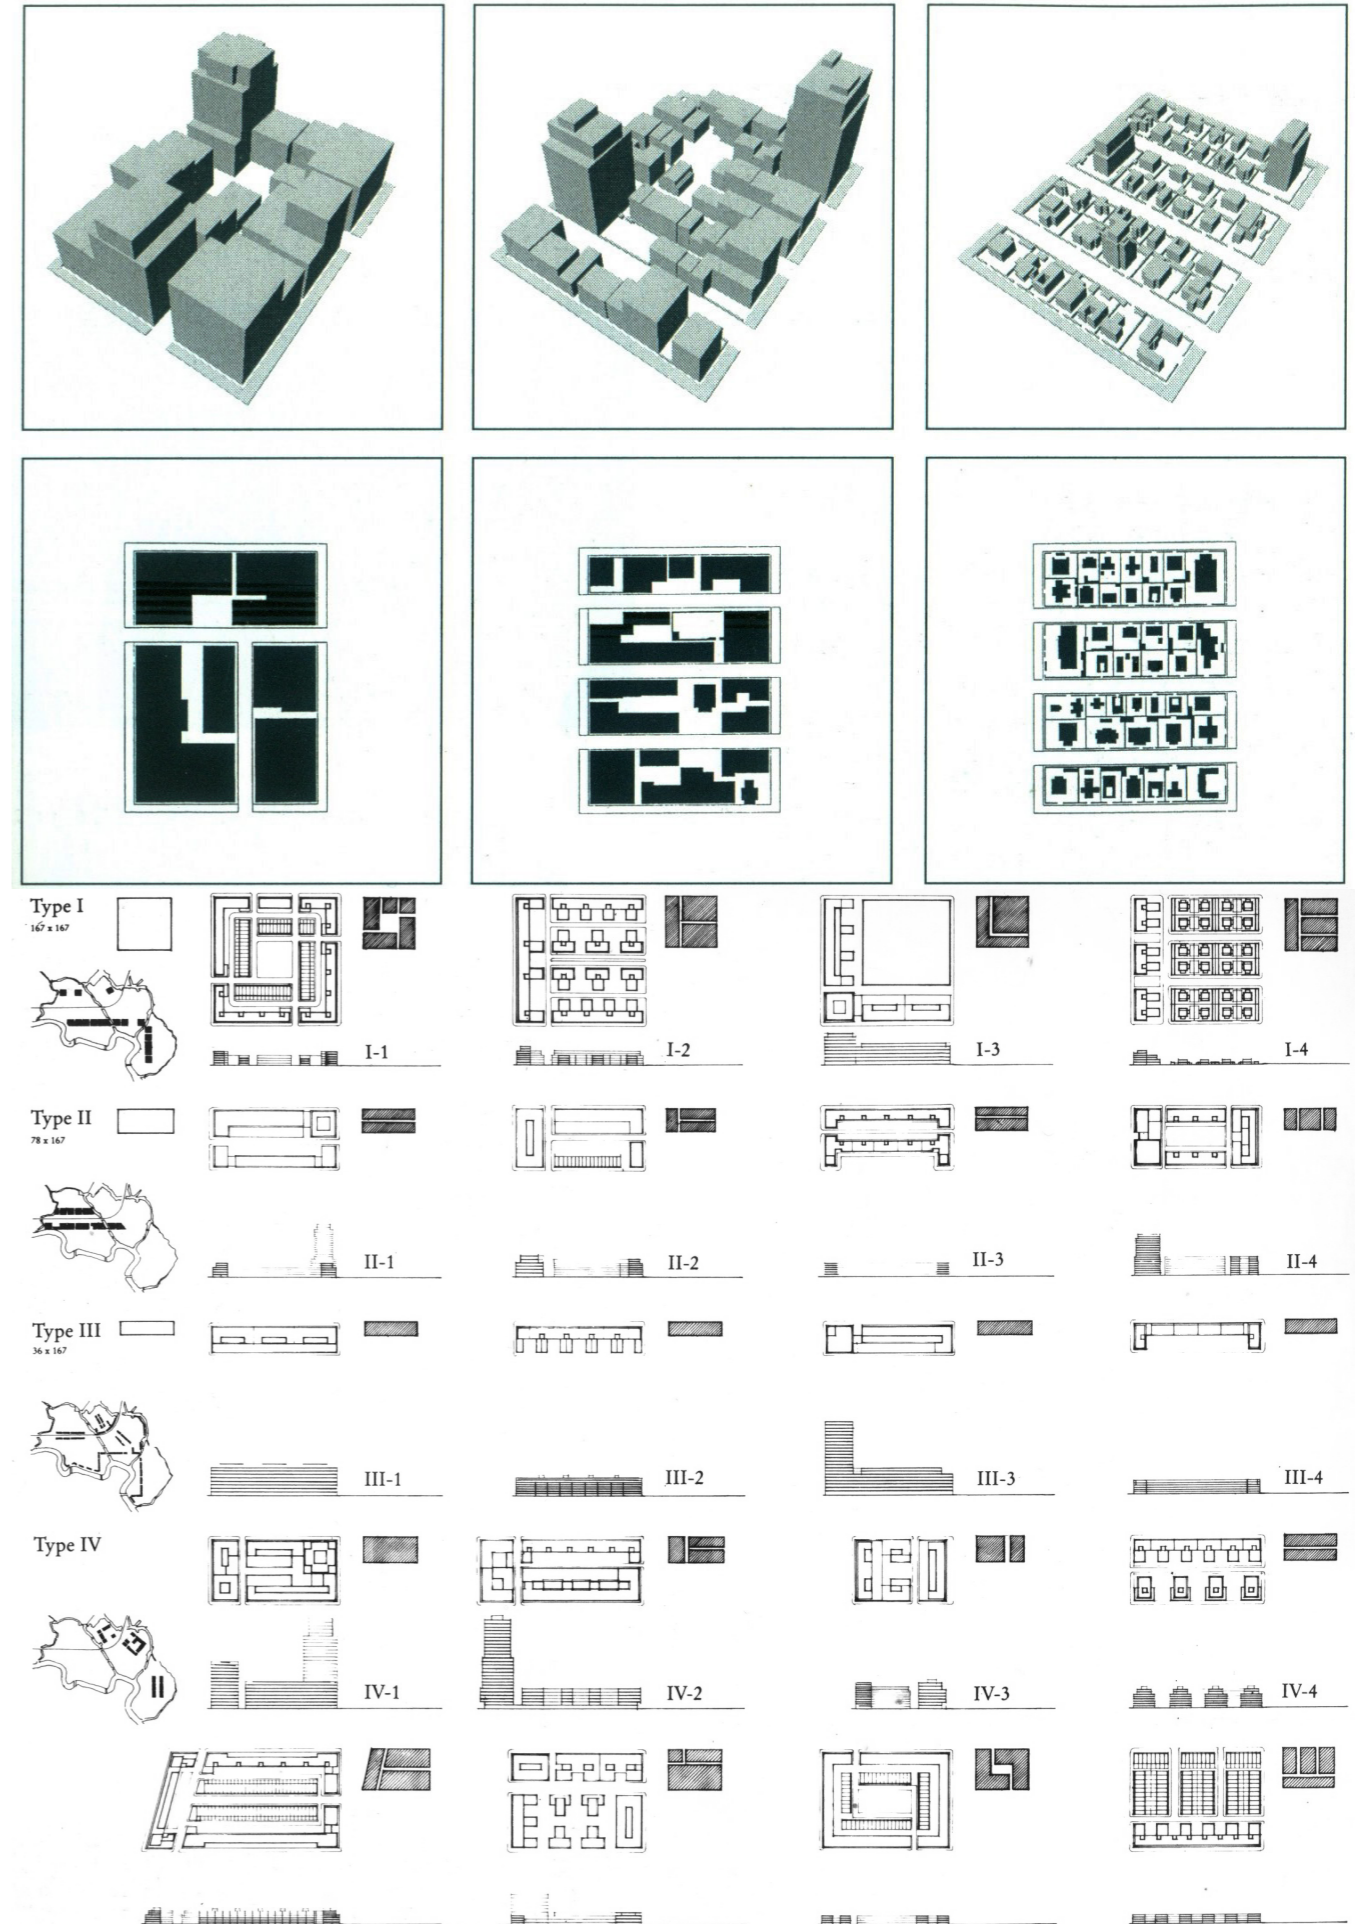 Type I
167 x 167
I-1
I-2
I-3
I-4
Type II
78 x 167
II-1
II-2
II-3
II-4
Type III
36 x 167
III-1
III-2
III-3
III-4
Type IV
IV-1
IV-2
IV-3
IV-4